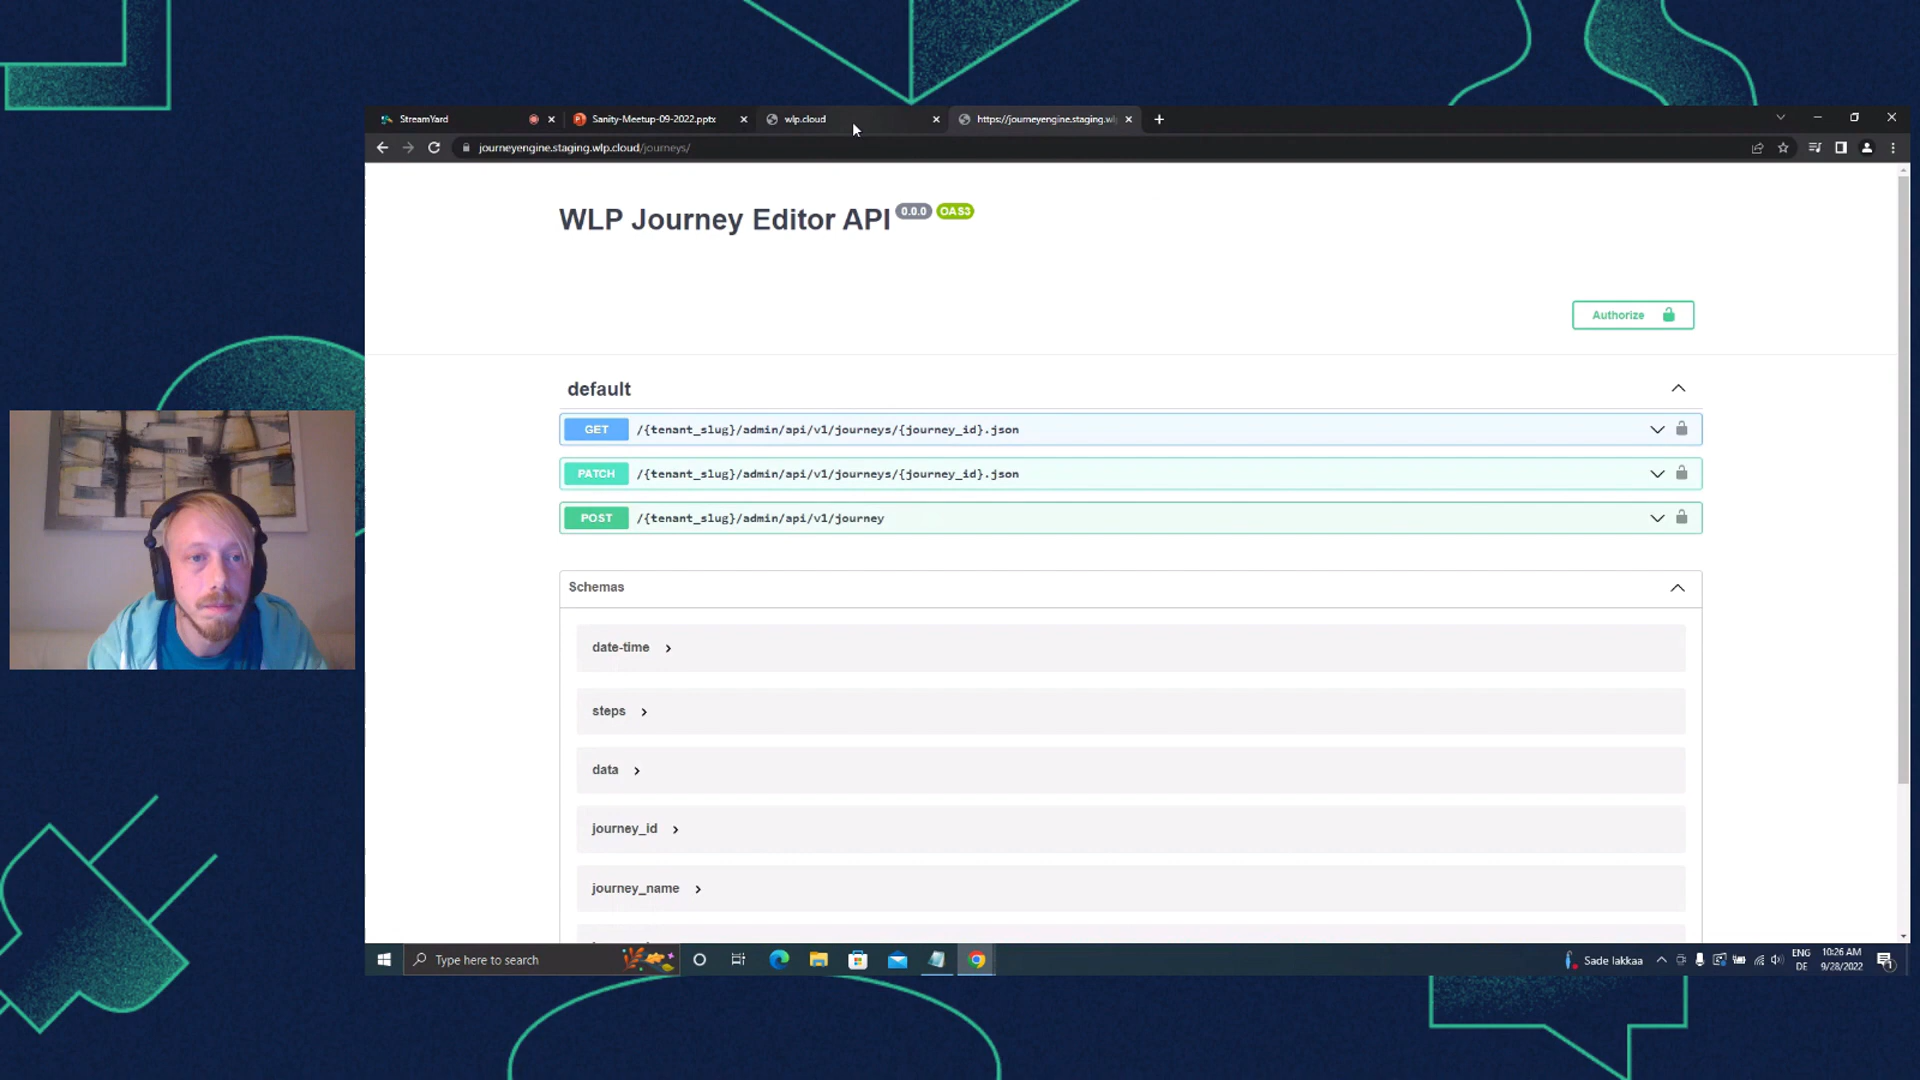 StreamYard
Sanity-Meetup-09-2022.pptx
wlp.cloud
https://journeyengine.staging.wl
journeyengine.staging.wlp.cloud/journeys/
WLP Journey Editor API 0.0.0 OAS3
Authorize
default
GET /{tenant_slug}/admin/api/v1/journeys/{journey_id}.json
PATCH /{tenant_slug}/admin/api/v1/journeys/{journey_id}.json
POST /{tenant_slug}/admin/api/v1/journey
Schemas
date-time
steps
data
journey_id
journey_name
Type here to search
Sade lakkaa
ENG
DE
10:26 AM
9/28/2022
1